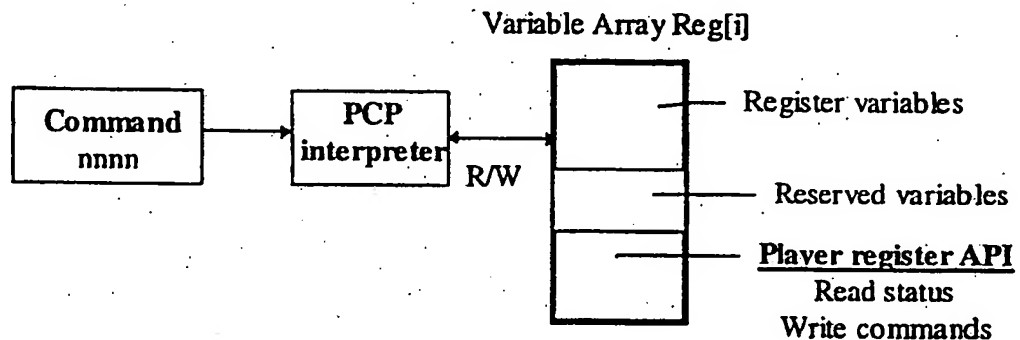 Variable Array Reg[i]
Command
nnnn
PCP
interpreter
R/W
Register variables
Reserved variables
Player register API
Read status
Write commands